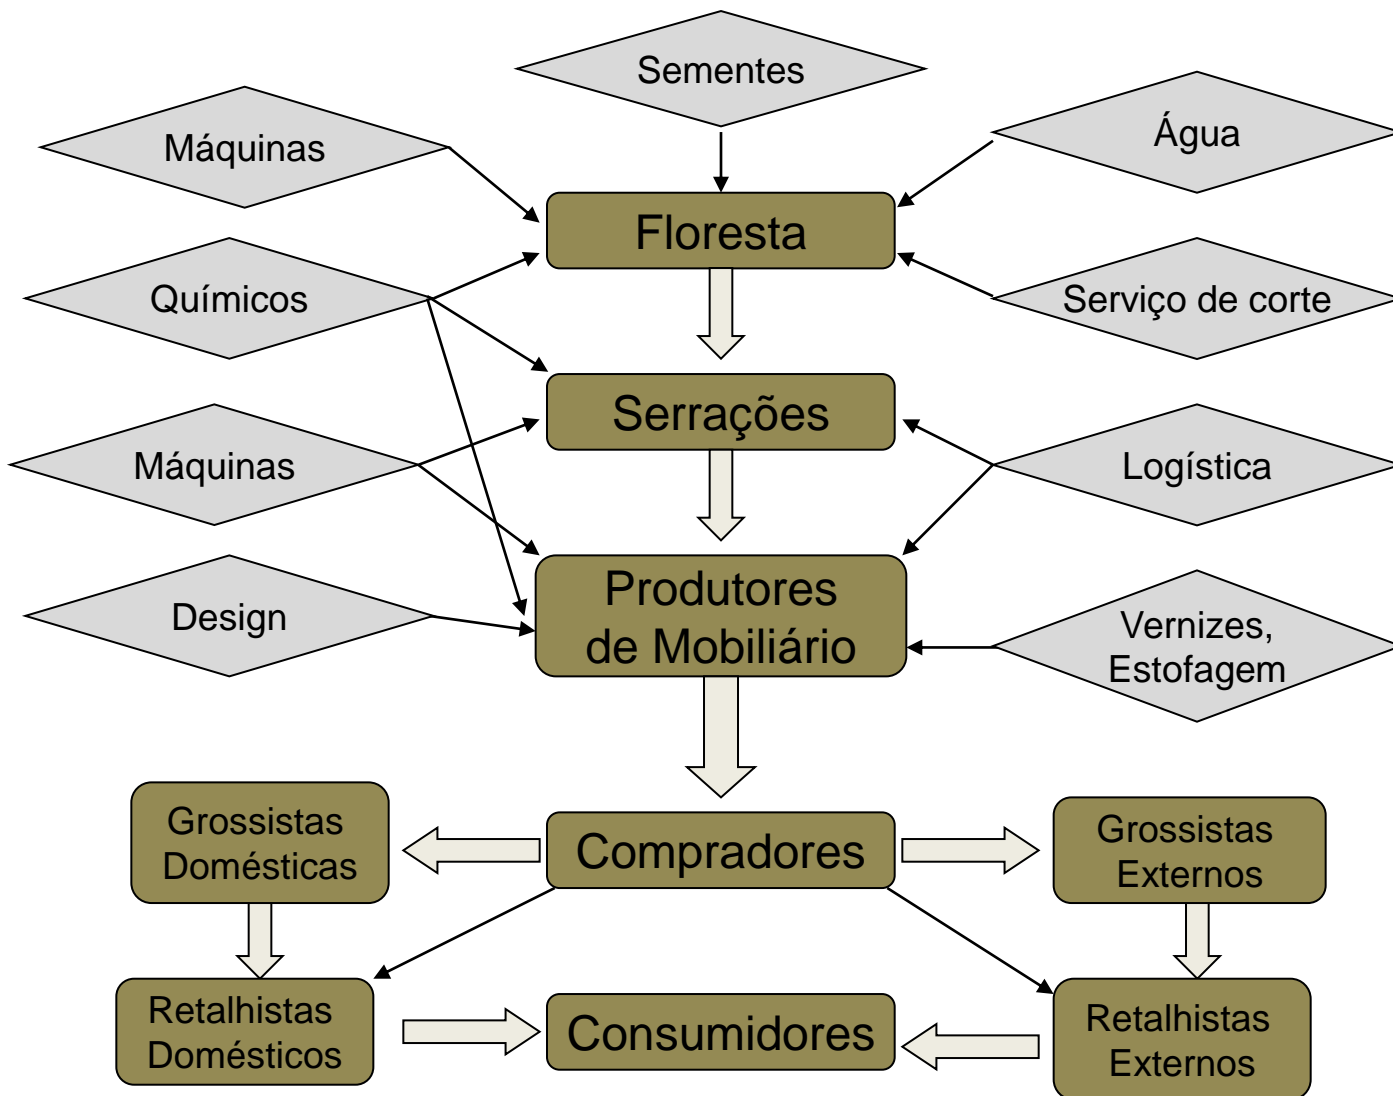 Sementes
Máquinas
Água
Floresta
Químicos
Serviço de corte
Serrações
Máquinas
Logística
Produtores
de Mobiliário
Design
Vernizes,
Estofagem
Grossistas
Domésticas
Compradores
Grossistas
Externos
Retalhistas
Domésticos
Consumidores
Retalhistas
Externos